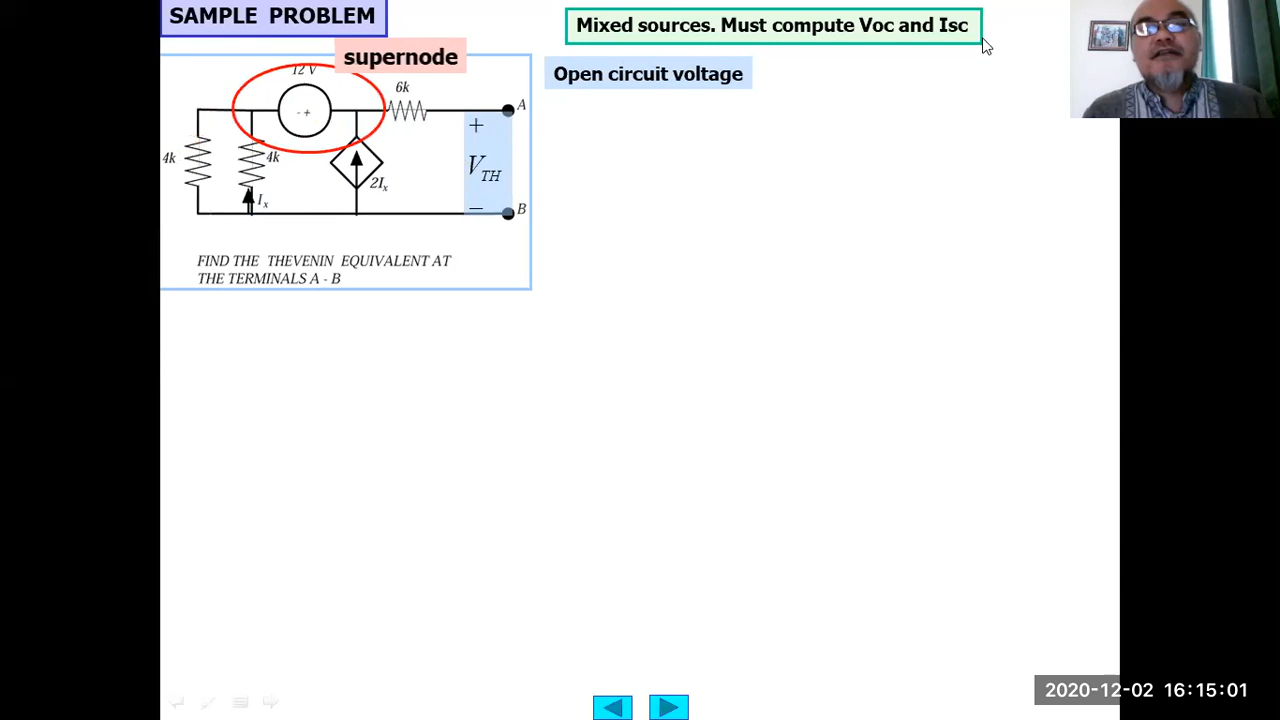 SAMPLE PROBLEM
Mixed sources. Must compute Voc and Isc
supernode
Open circuit voltage
12 V
6k
A
- +
+
4k
4k
V_TH
2I_x
I_x
−
B
FIND THE THEVENIN EQUIVALENT AT
THE TERMINALS A - B
2020-12-02 16:15:01